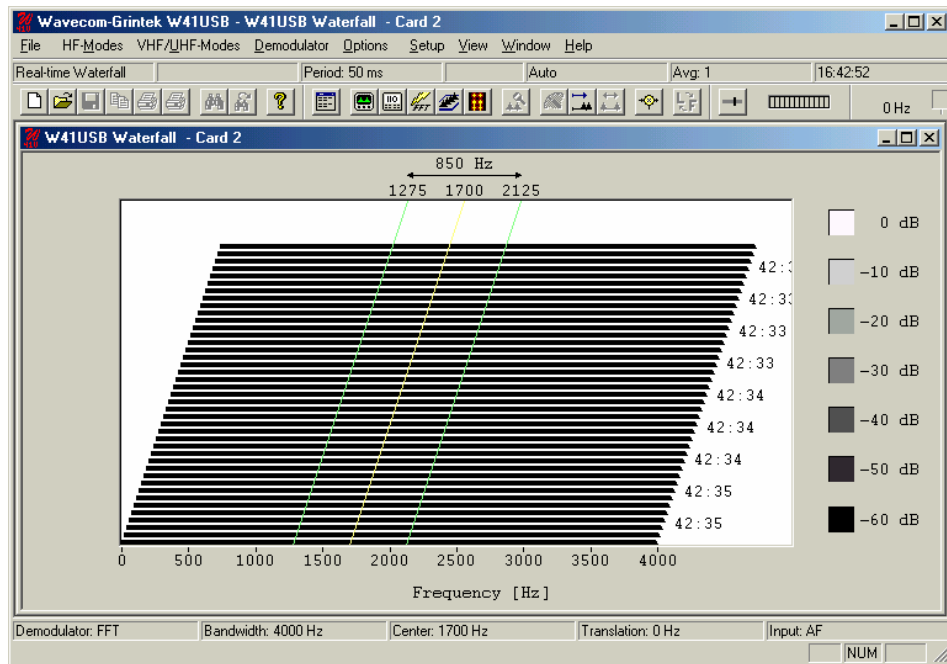 Wavecom-Grintek W41USB - W41USB Waterfall - Card 2
File HF-Modes VHF/UHF-Modes Demodulator Options Setup View Window Help
Real-time Waterfall Period: 50 ms Auto Avg: 1 16:42:52
0 Hz
W41USB Waterfall - Card 2
850 Hz
1275 1700 2125
0 dB
42:3
-10 dB
42:33
-20 dB
42:33
42:33
-30 dB
42:34
-40 dB
42:34
42:34
-50 dB
42:35
42:35
-60 dB
0 500 1000 1500 2000 2500 3000 3500 4000
Frequency [Hz]
Demodulator: FFT Bandwidth: 4000 Hz Center: 1700 Hz Translation: 0 Hz Input: AF
NUM